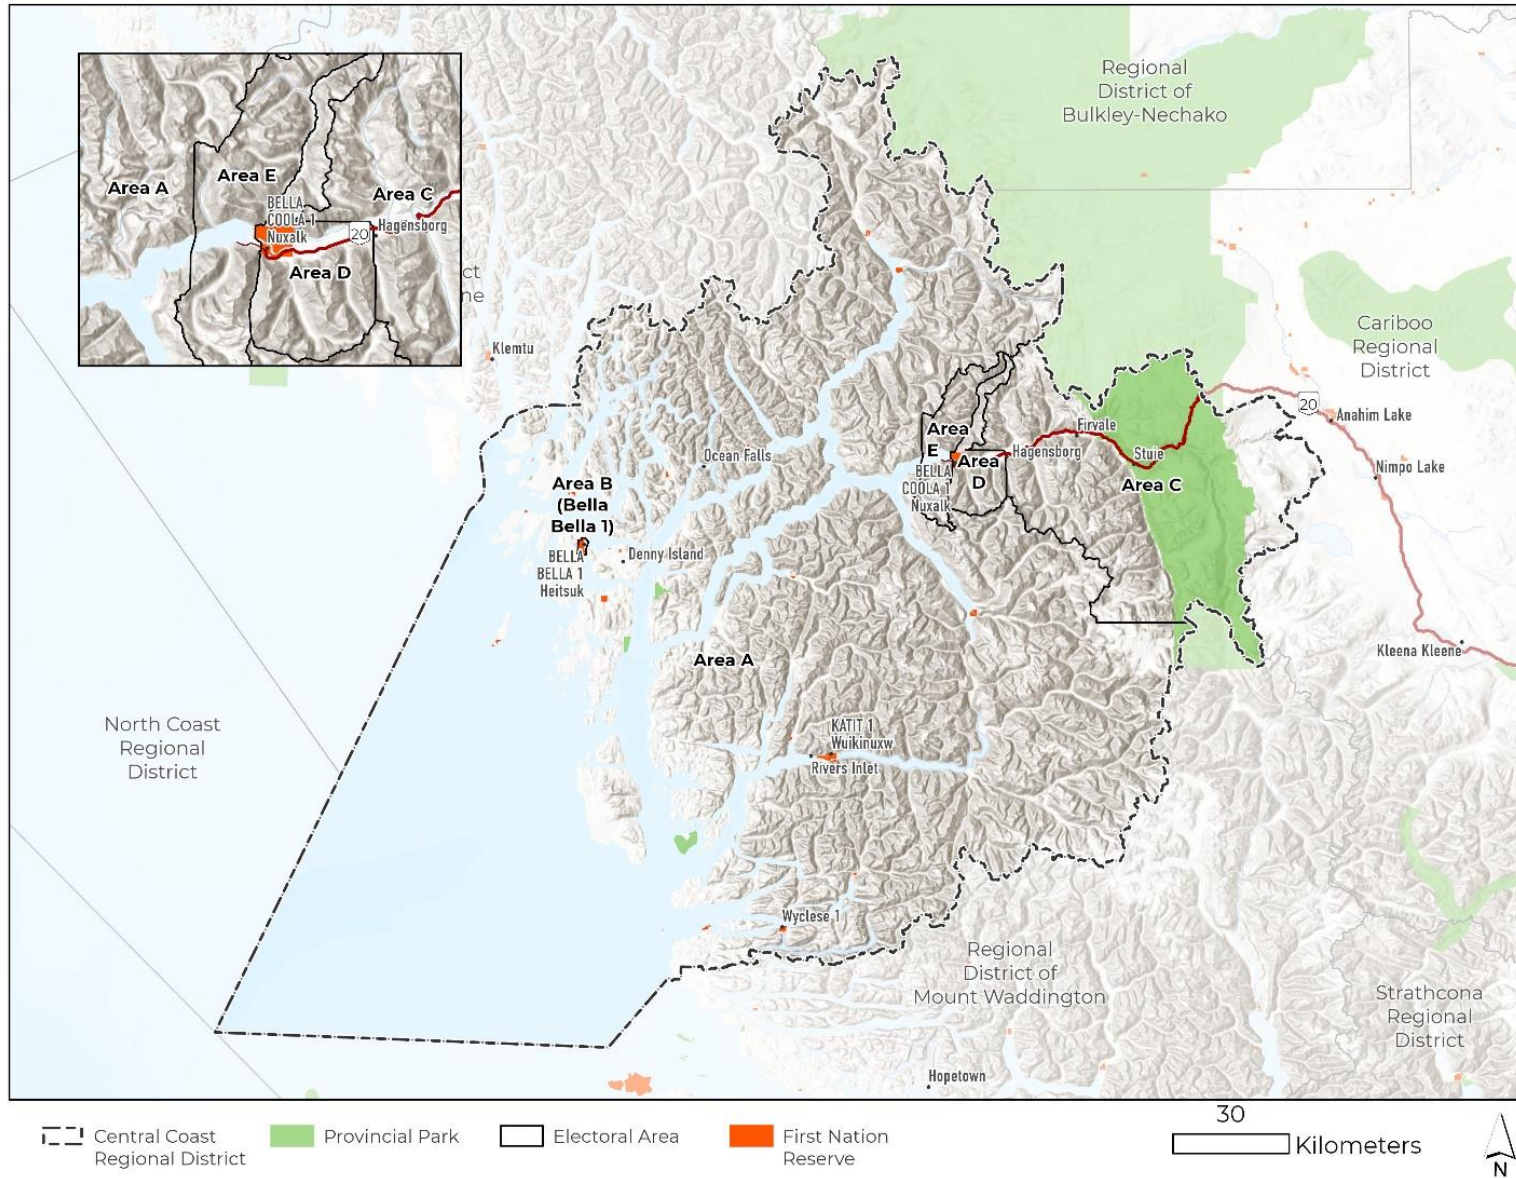 Area A
Area E
Area C
BELLA
COOLA 1
Nuxalk
Hagensborg
20
Area D
ct
ne
Regional
District of
Bulkley-Nechako
Cariboo
Regional
District
Klemtu
20
Anahim Lake
Nimpo Lake
Kleena Kleene
Firvale
Stuie
Hagensborg
Area C
Area
E
Area
D
BELLA
COOLA 1
Nuxalk
Ocean Falls
Area B
(Bella
Bella 1)
BELLA
BELLA 1
Heitsuk
Denny Island
Area A
North Coast
Regional
District
KATIT 1
Wuikinuxw
Rivers Inlet
Wyclese 1
Regional
District of
Mount Waddington
Strathcona
Regional
District
Hopetown
Central Coast
Regional District
Provincial Park
Electoral Area
First Nation
Reserve
30
Kilometers
N